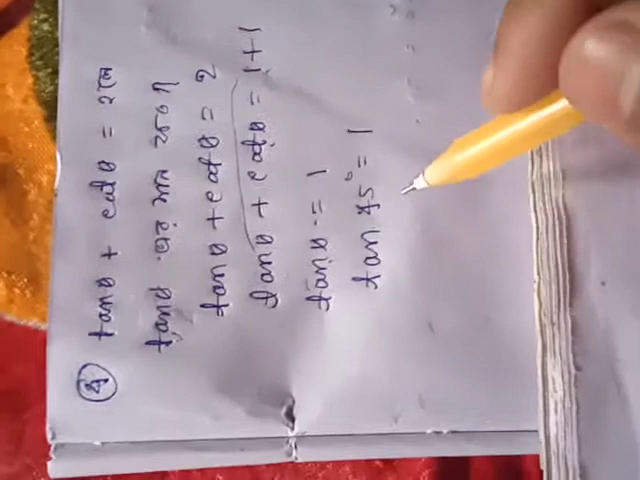 ৪ tanθ + cotθ = 2 হলে
tanθ এর মান কত?
tanθ + cotθ = 2
tanθ + cotθ = 1+1
tanθ = 1
tan 45° = 1